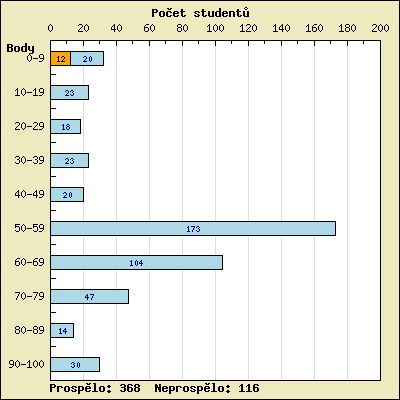 Počet studentů
0 20 40 60 80 100 120 140 160 180 200
Body
0-9 12 20
10-19 23
20-29 18
30-39 23
40-49 20
50-59 173
60-69 104
70-79 47
80-89 14
90-100 30
Prospělo: 368 Neprospělo: 116